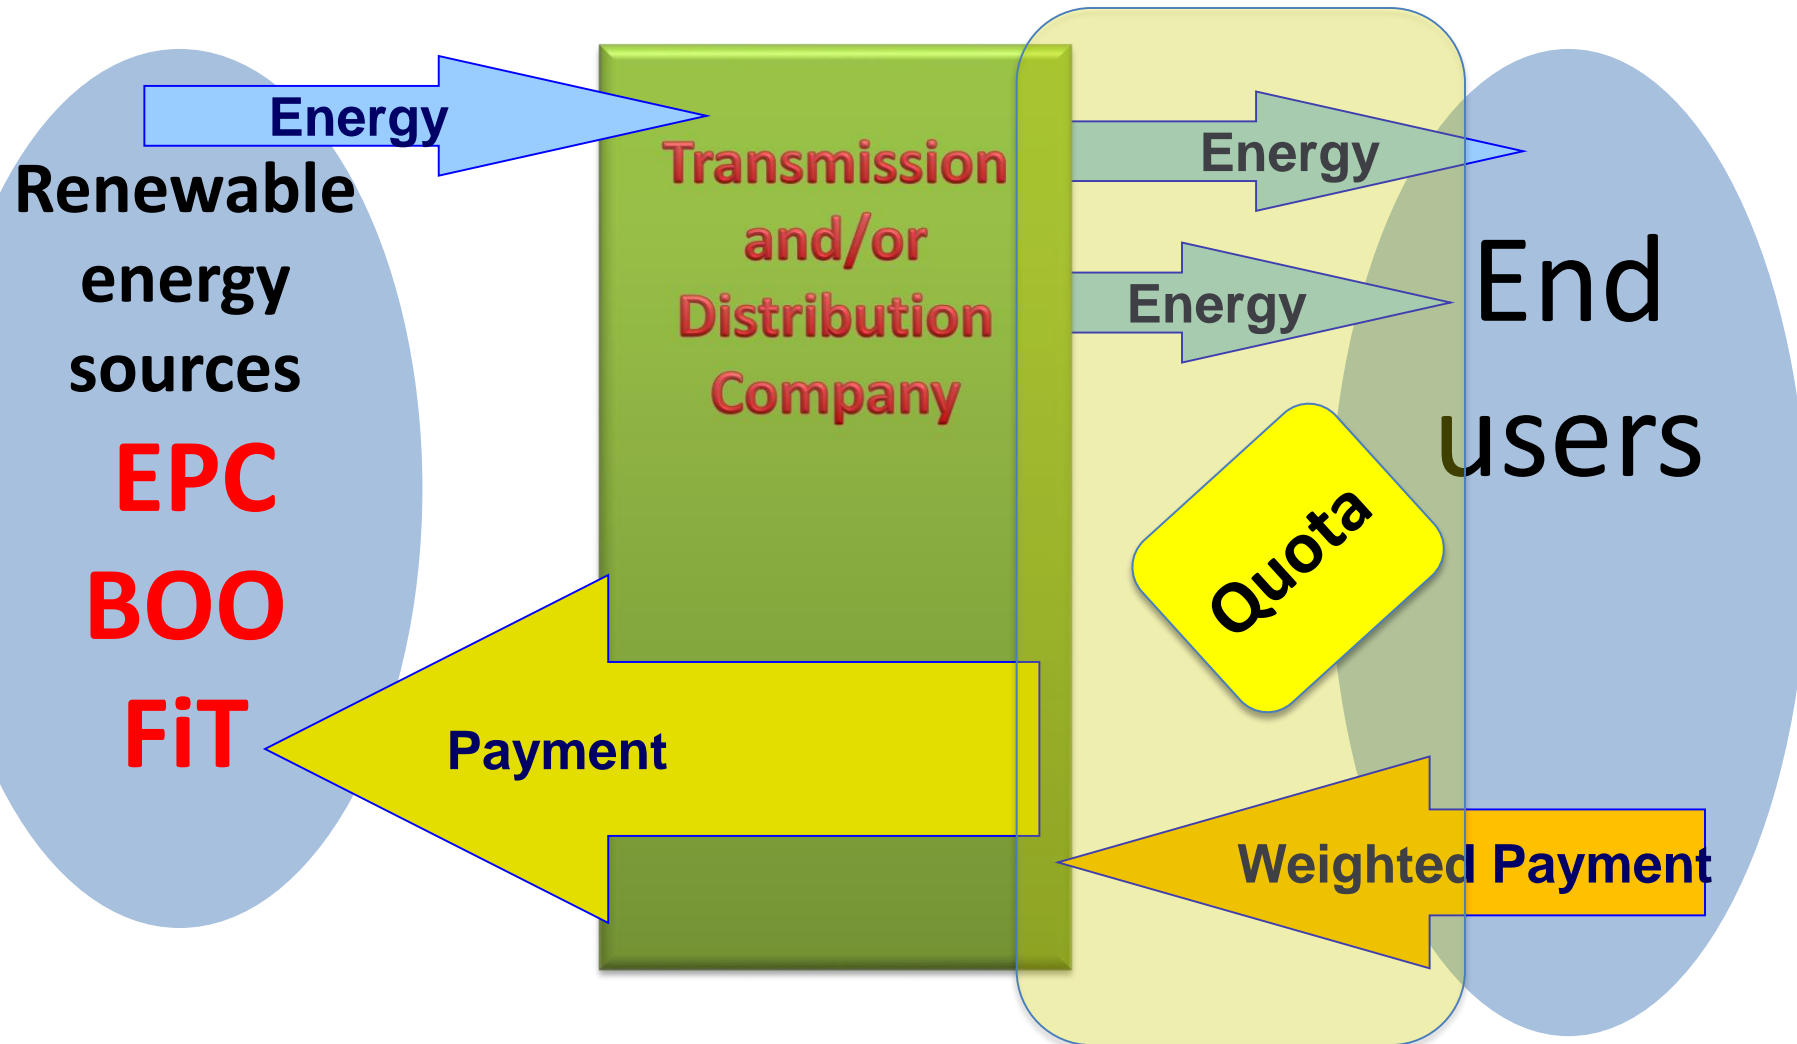 Energy
Renewable
energy
sources
EPC
BOO
FiT
Transmission
and/or
Distribution
Company
Payment
Energy
Energy
End
users
Quota
Weighted Payment